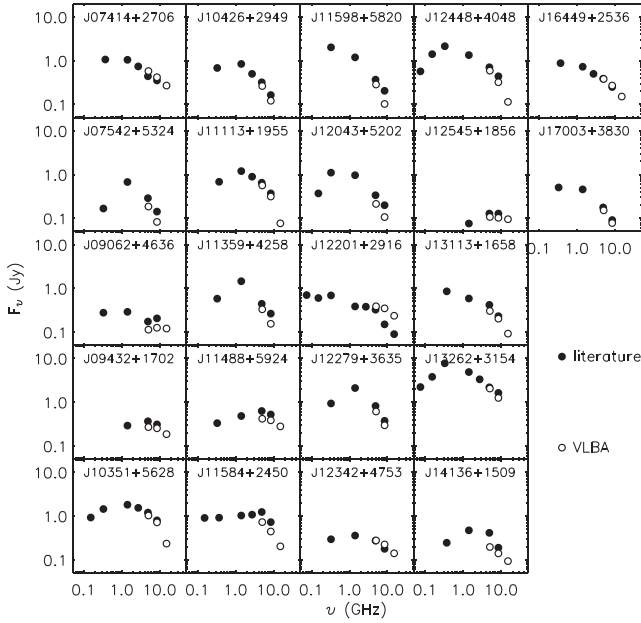 J07414+2706 J10426+2949 J11598+5820 J12448+4048 J16449+2536
10.0
1.0
0.1
J07542+5324 J11113+1955 J12043+5202 J12545+1856 J17003+3830
10.0
1.0
0.1
J09062+4636 J11359+4258 J12201+2916 J13113+1658
0.1 1.0 10.0
10.0
1.0
0.1
Fν (Jy)
● literature
J09432+1702 J11488+5924 J12279+3635 J13262+3154
10.0
1.0
0.1
○ VLBA
J10351+5628 J11584+2450 J12342+4753 J14136+1509
10.0
1.0
0.1
0.1 1.0 10.0 0.1 1.0 10.0 0.1 1.0 10.0 0.1 1.0 10.0
ν (GHz)